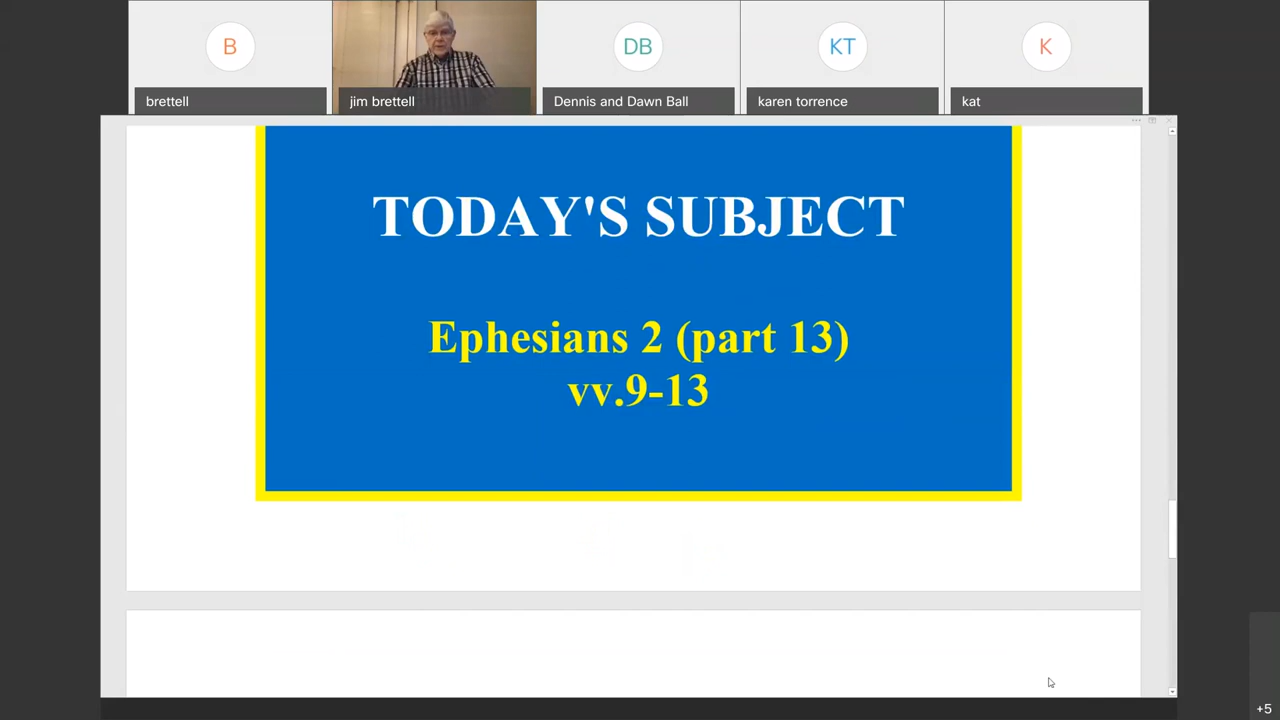 B
DB
KT
K
brettell
jim brettell
Dennis and Dawn Ball
karen torrence
kat
TODAY'S SUBJECT
Ephesians 2 (part 13)
vv.9-13
+5